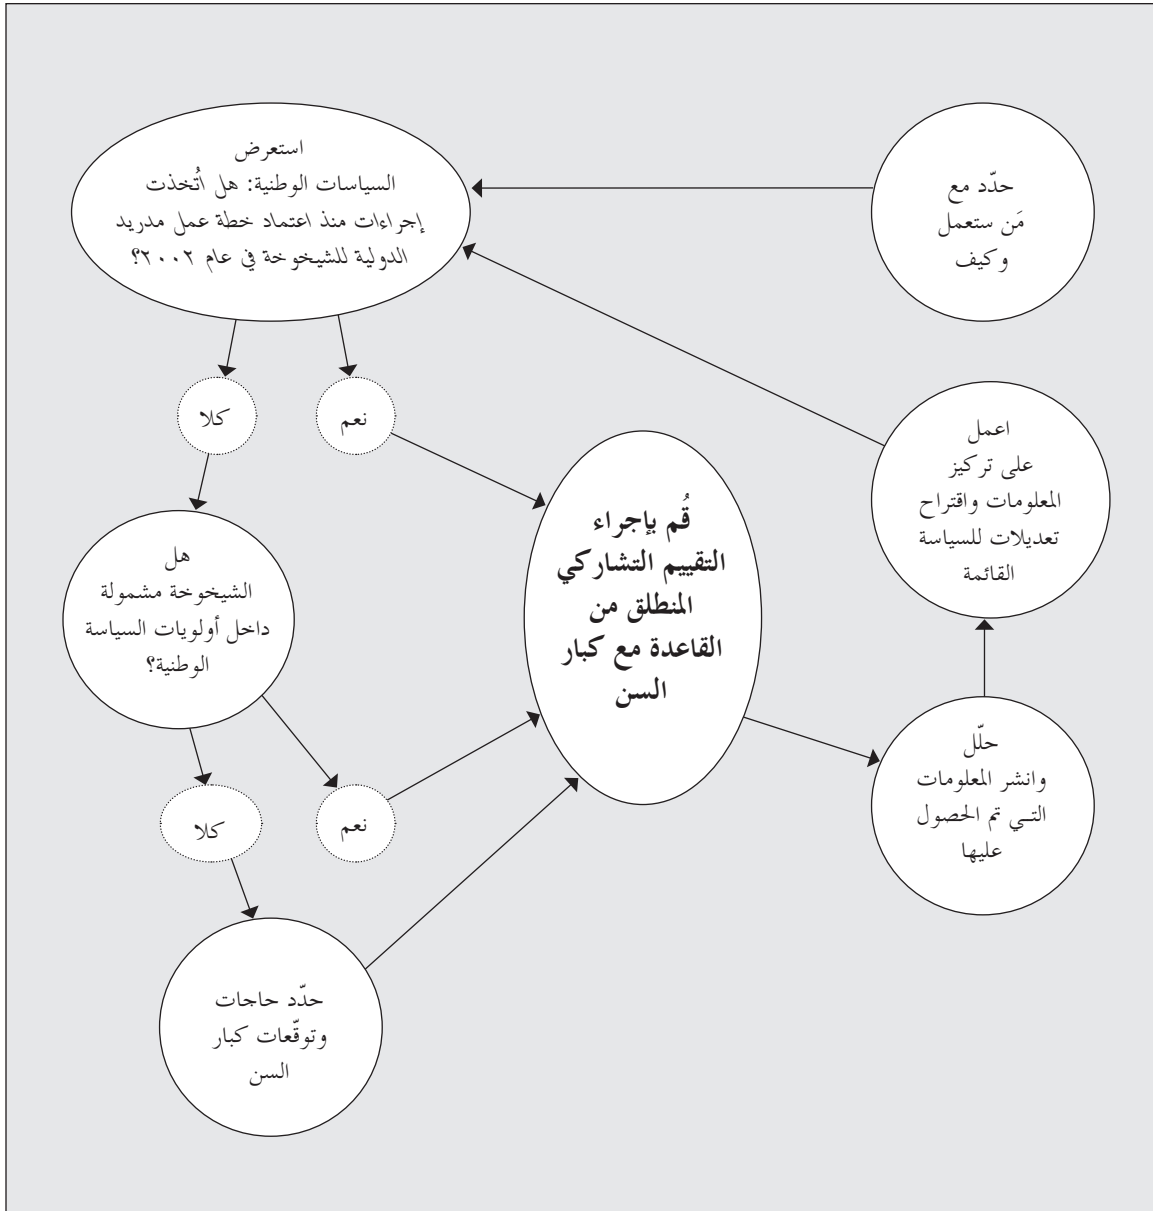 حدّد مع
مَن ستعمل
وكيف
استعرض
السياسات الوطنية: هل اتُخذت
إجراءات منذ اعتماد خطة عمل مدريد
الدولية للشيخوخة في عام ٢٠٠٢؟
كلا
نعم
هل
الشيخوخة مشمولة
داخل أولويات السياسة
الوطنية؟
كلا
نعم
حدّد حاجات
وتوقّعات كبار
السن
قُم بإجراء
التقييم التشاركي
المنطلق من
القاعدة مع كبار
السن
حلّل
وانشر المعلومات
التـي تم الحصول
عليها
اعمل
على تركيز
المعلومات واقتراح
تعديلات للسياسة
القائمة